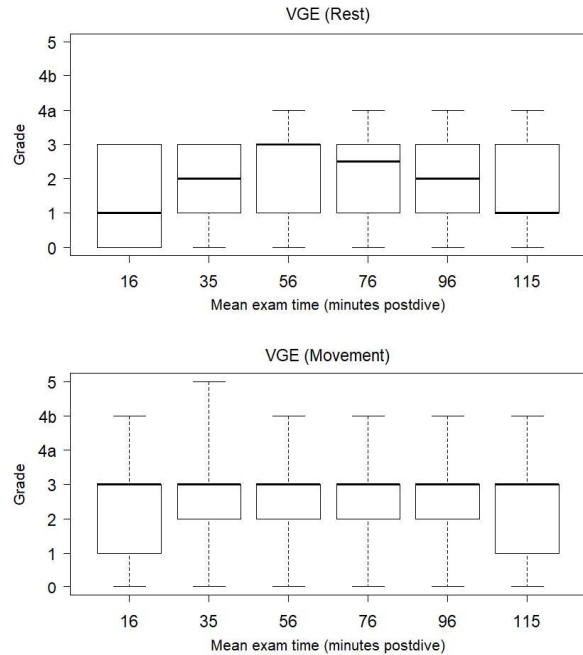 VGE (Rest)
5
4b
4a
3
2
1
0
Grade
16 35 56 76 96 115
Mean exam time (minutes postdive)
VGE (Movement)
5
4b
4a
3
2
1
0
Grade
16 35 56 76 96 115
Mean exam time (minutes postdive)